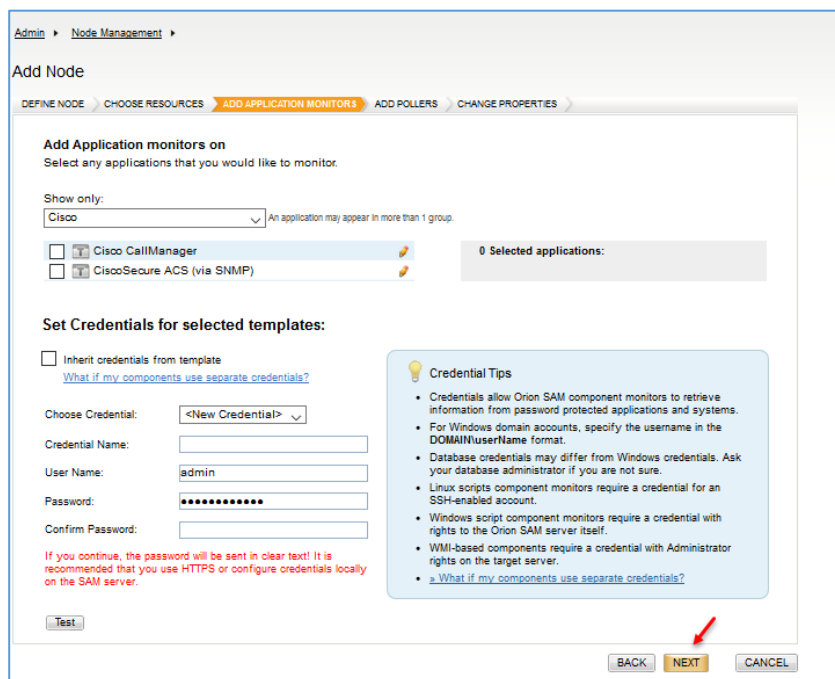 Admin ▸ Node Management ▸
Add Node
DEFINE NODE CHOOSE RESOURCES ADD APPLICATION MONITORS ADD POLLERS CHANGE PROPERTIES
Add Application monitors on
Select any applications that you would like to monitor.
Show only:
Cisco An application may appear in more than 1 group.
Cisco CallManager
CiscoSecure ACS (via SNMP)
0 Selected applications:
Set Credentials for selected templates:
Inherit credentials from template
What if my components use separate credentials?
Choose Credential: <New Credential>
Credential Name:
User Name: admin
Password: ••••••••••••
Confirm Password:
If you continue, the password will be sent in clear text! It is
recommended that you use HTTPS or configure credentials locally
on the SAM server.
Test
Credential Tips
• Credentials allow Orion SAM component monitors to retrieve
information from password protected applications and systems.
• For Windows domain accounts, specify the username in the
DOMAIN\userName format.
• Database credentials may differ from Windows credentials. Ask
your database administrator if you are not sure.
• Linux scripts component monitors require a credential for an
SSH-enabled account.
• Windows script component monitors require a credential with
rights to the Orion SAM server itself.
• WMI-based components require a credential with Administrator
rights on the target server.
• » What if my components use separate credentials?
BACK NEXT CANCEL